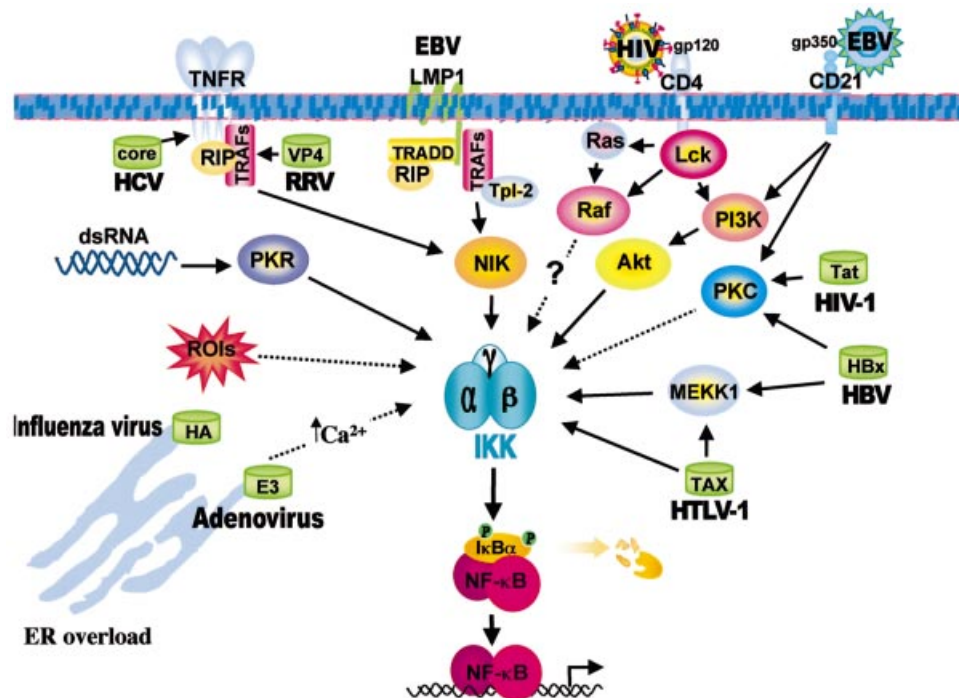 EBV
HIV
gp120
gp350
EBV
TNFR
LMP1
CD4
CD21
core
HCV
RIP
TRAFs
VP4
RRV
TRADD
RIP
TRAFs
Tpl-2
Ras
Lck
Raf
PI3K
dsRNA
PKR
NIK
?
Akt
PKC
Tat
HIV-1
ROIs
γ
α
β
IKK
MEKK1
HBx
HBV
Influenza virus
HA
↑Ca²⁺
E3
Adenovirus
TAX
HTLV-1
P
P
IκBα
NF-κB
ER overload
NF-κB